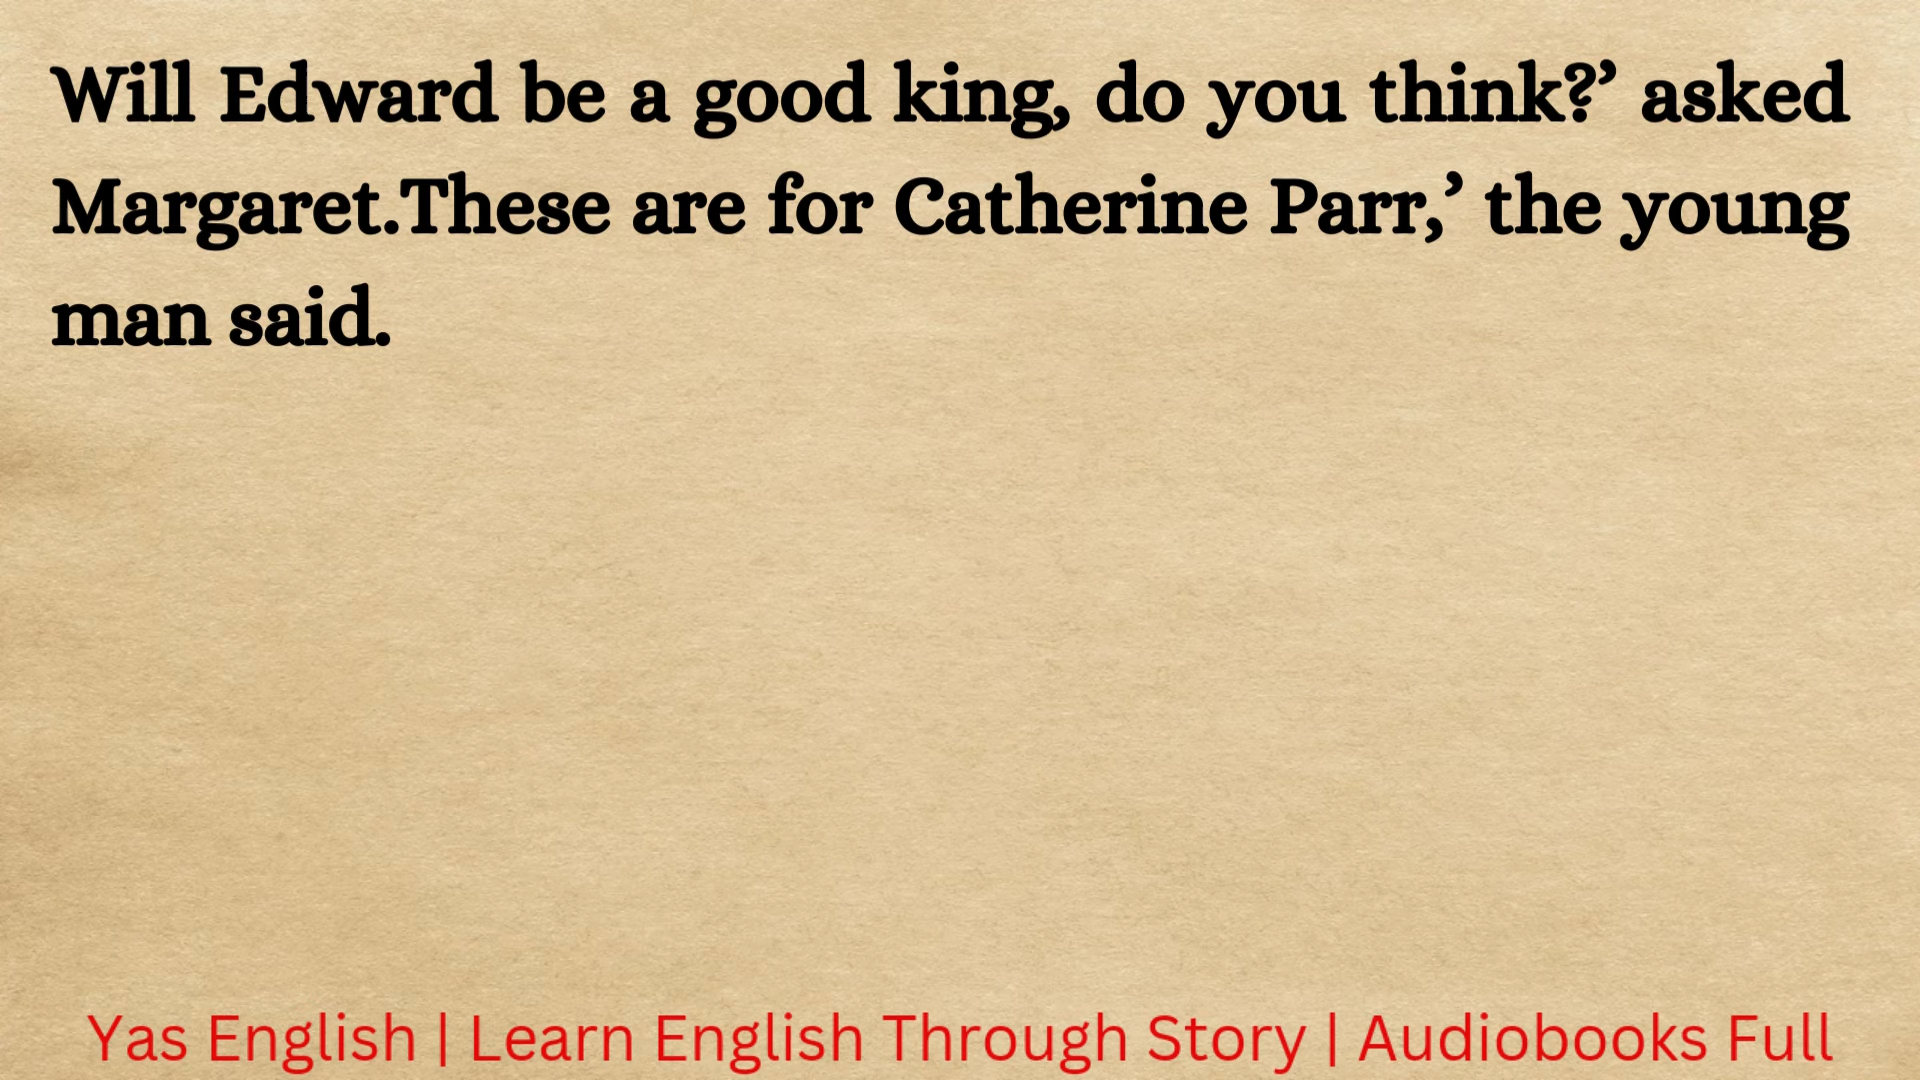 Will Edward be a good king, do you think?’ asked
Margaret.These are for Catherine Parr,’ the young
man said.
Yas English | Learn English Through Story | Audiobooks Full